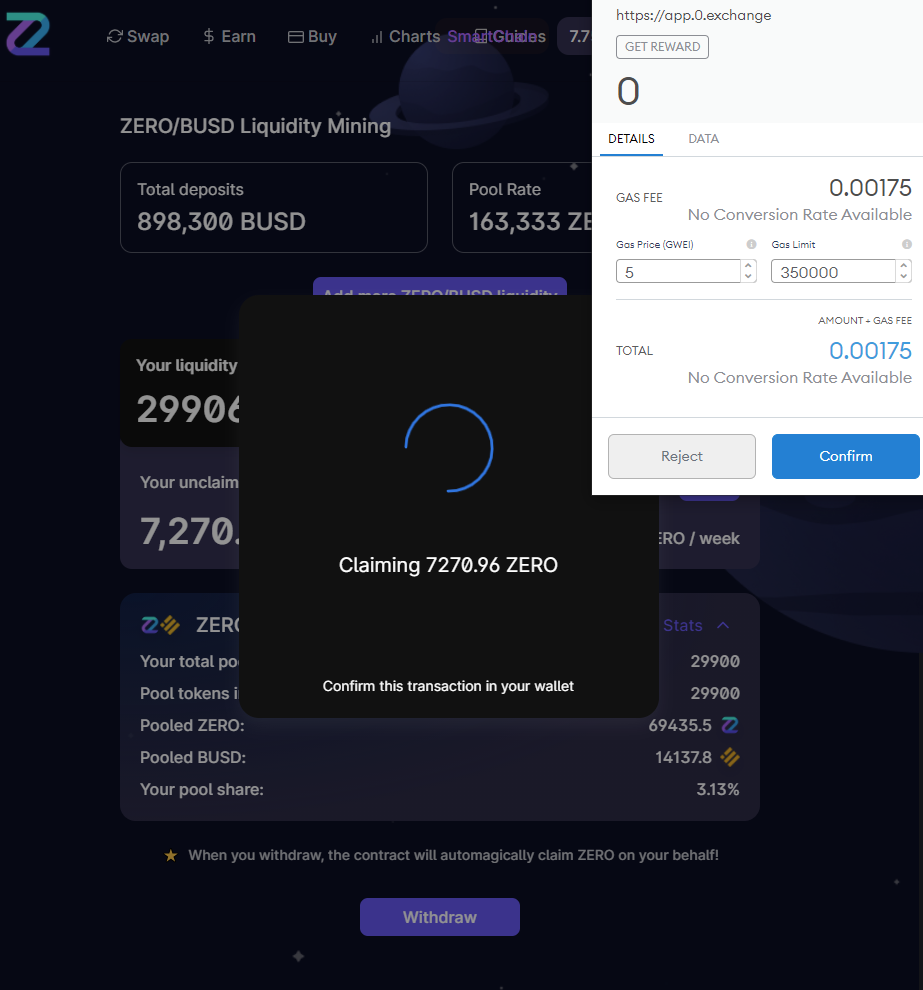 Swap
Earn
Buy
Charts
Guides
7.7
ZERO/BUSD Liquidity Mining
Total deposits
898,300 BUSD
Pool Rate
163,333 ZE
Add more ZERO/BUSD liquidity
Your liquidity
29906
Your unclaim
7,270.
ERO / week
ZERO
Stats
Your total poo
29900
Pool tokens i
29900
Pooled ZERO:
69435.5
Pooled BUSD:
14137.8
Your pool share:
3.13%
When you withdraw, the contract will automagically claim ZERO on your behalf!
Withdraw
Claiming 7270.96 ZERO
Confirm this transaction in your wallet
https://app.0.exchange
GET REWARD
0
DETAILS
DATA
GAS FEE
0.00175
No Conversion Rate Available
Gas Price (GWEI)
Gas Limit
5
350000
AMOUNT + GAS FEE
TOTAL
0.00175
No Conversion Rate Available
Reject
Confirm